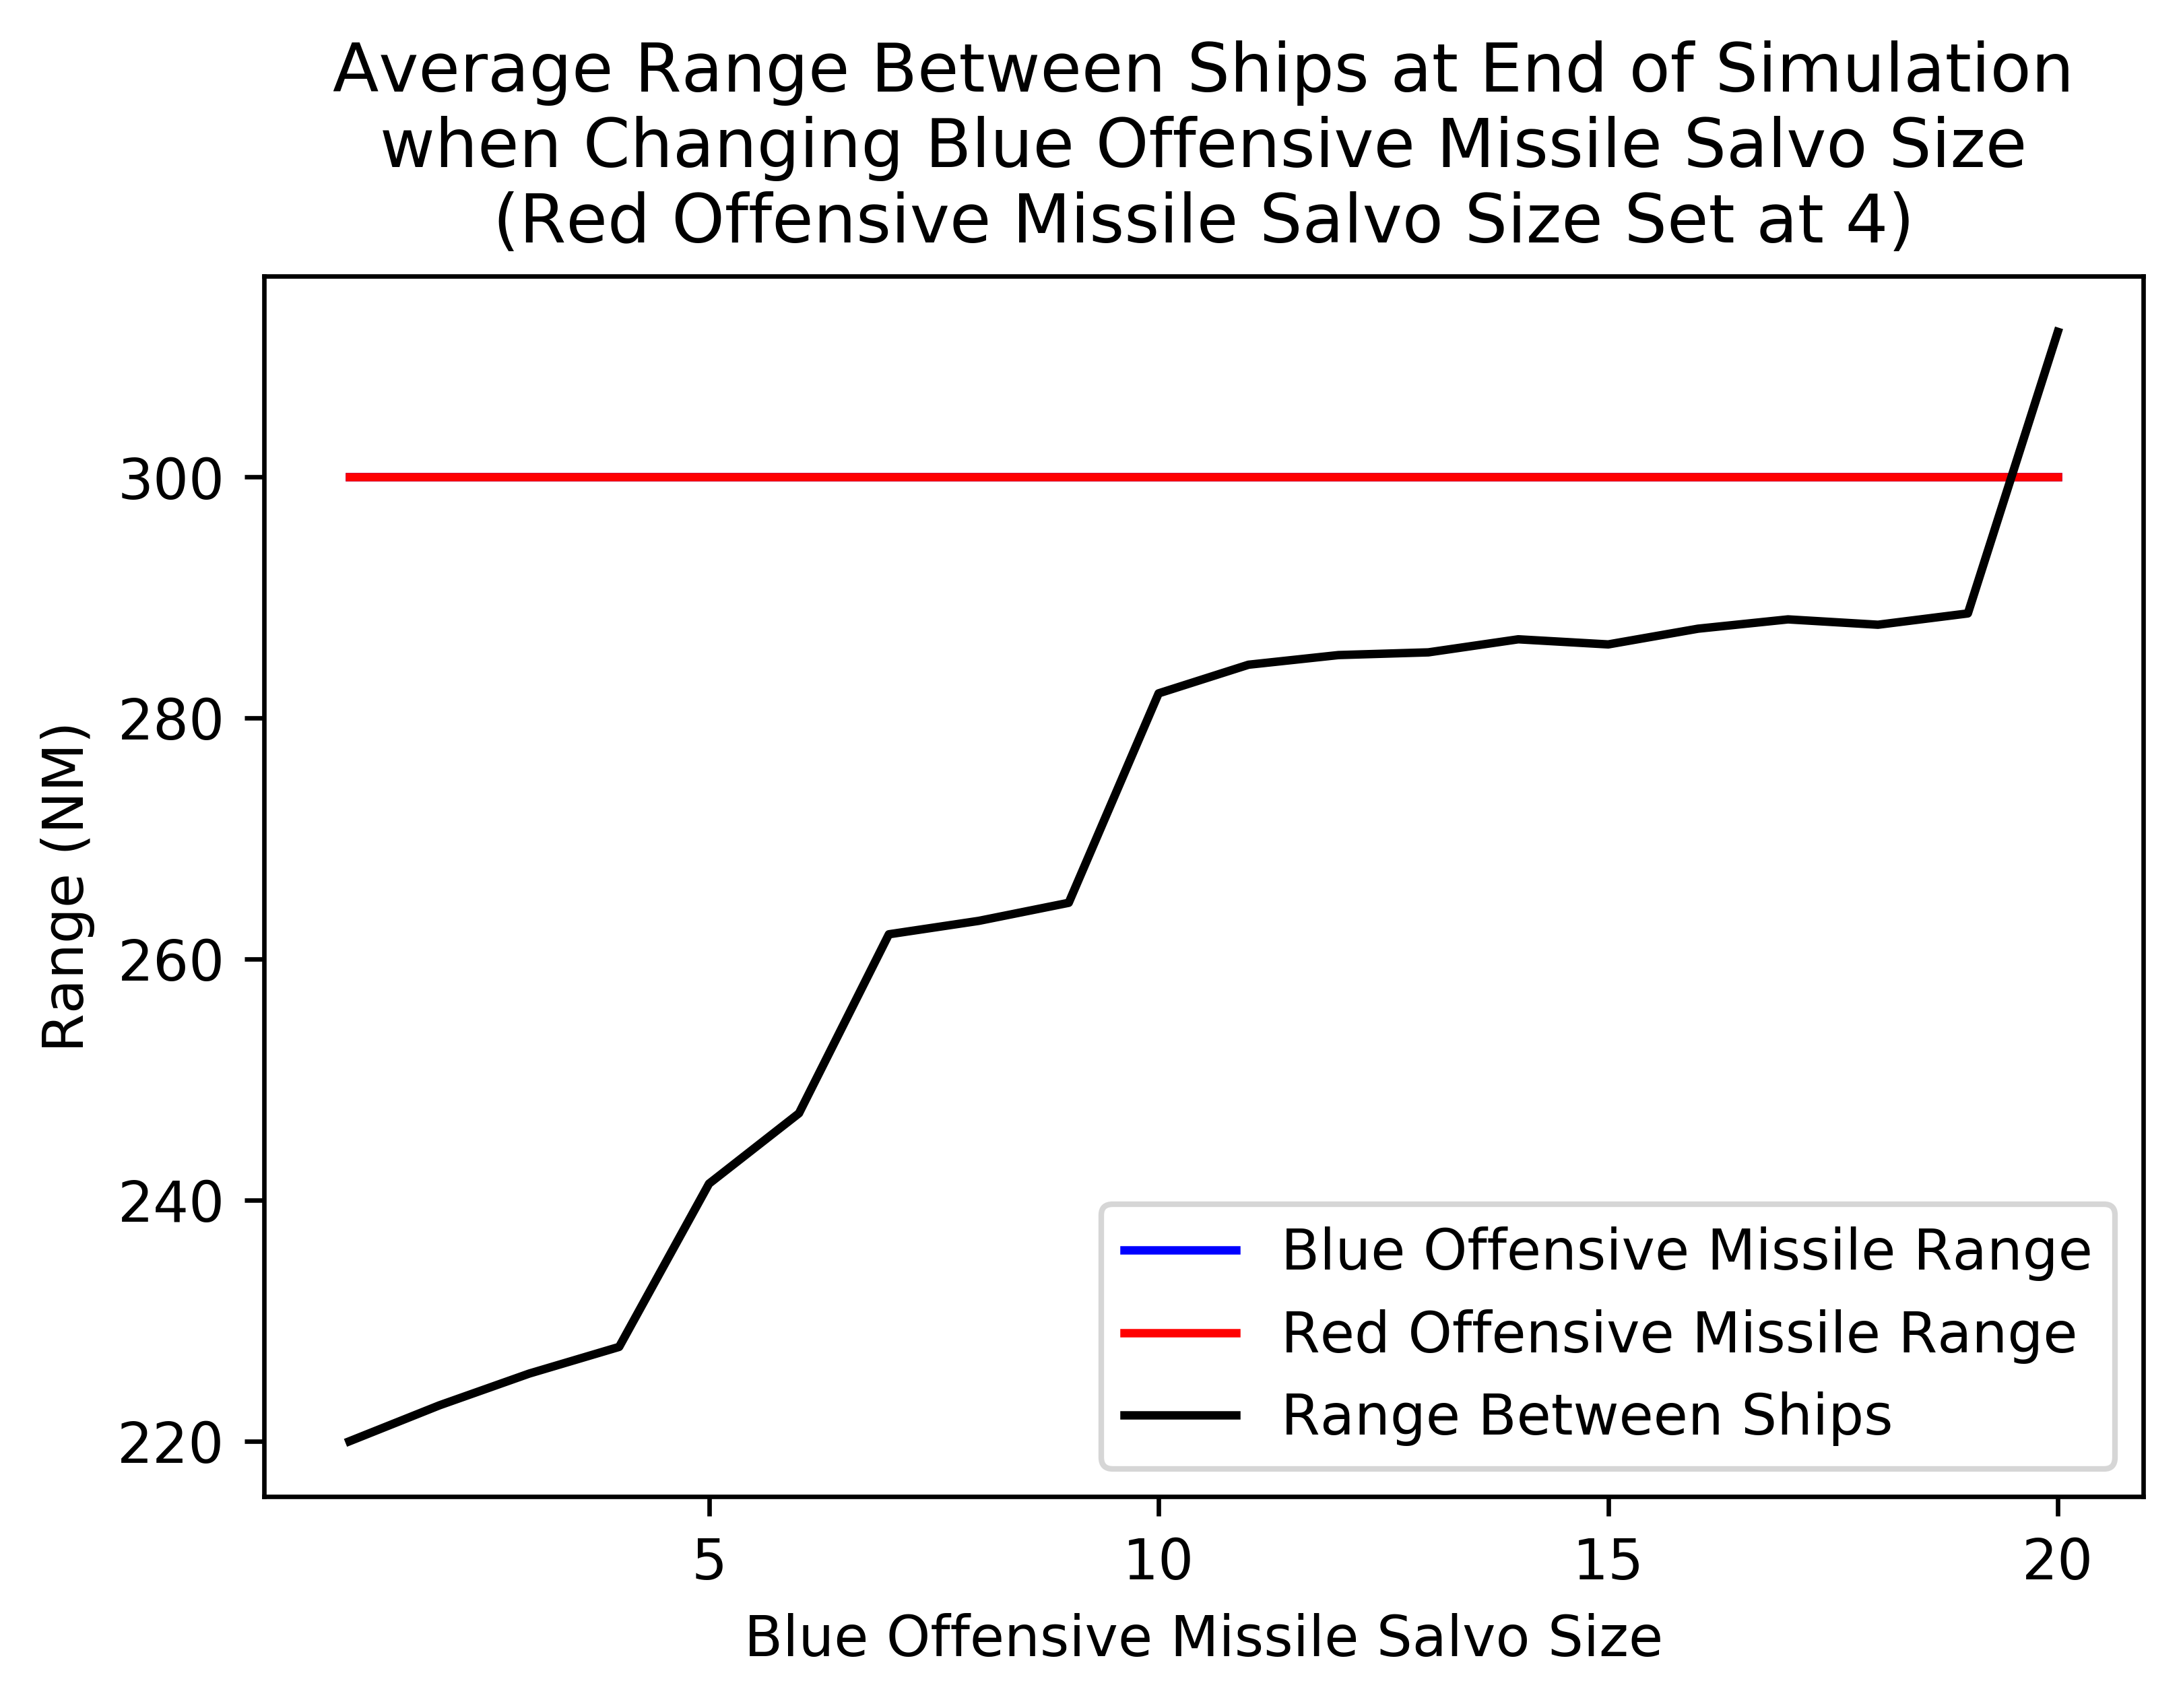 Average Range Between Ships at End of Simulation
when Changing Blue Offensive Missile Salvo Size
(Red Offensive Missile Salvo Size Set at 4)
300
280
260
240
220
Range (NM)
Blue Offensive Missile Range
Red Offensive Missile Range
Range Between Ships
5 10 15 20
Blue Offensive Missile Salvo Size